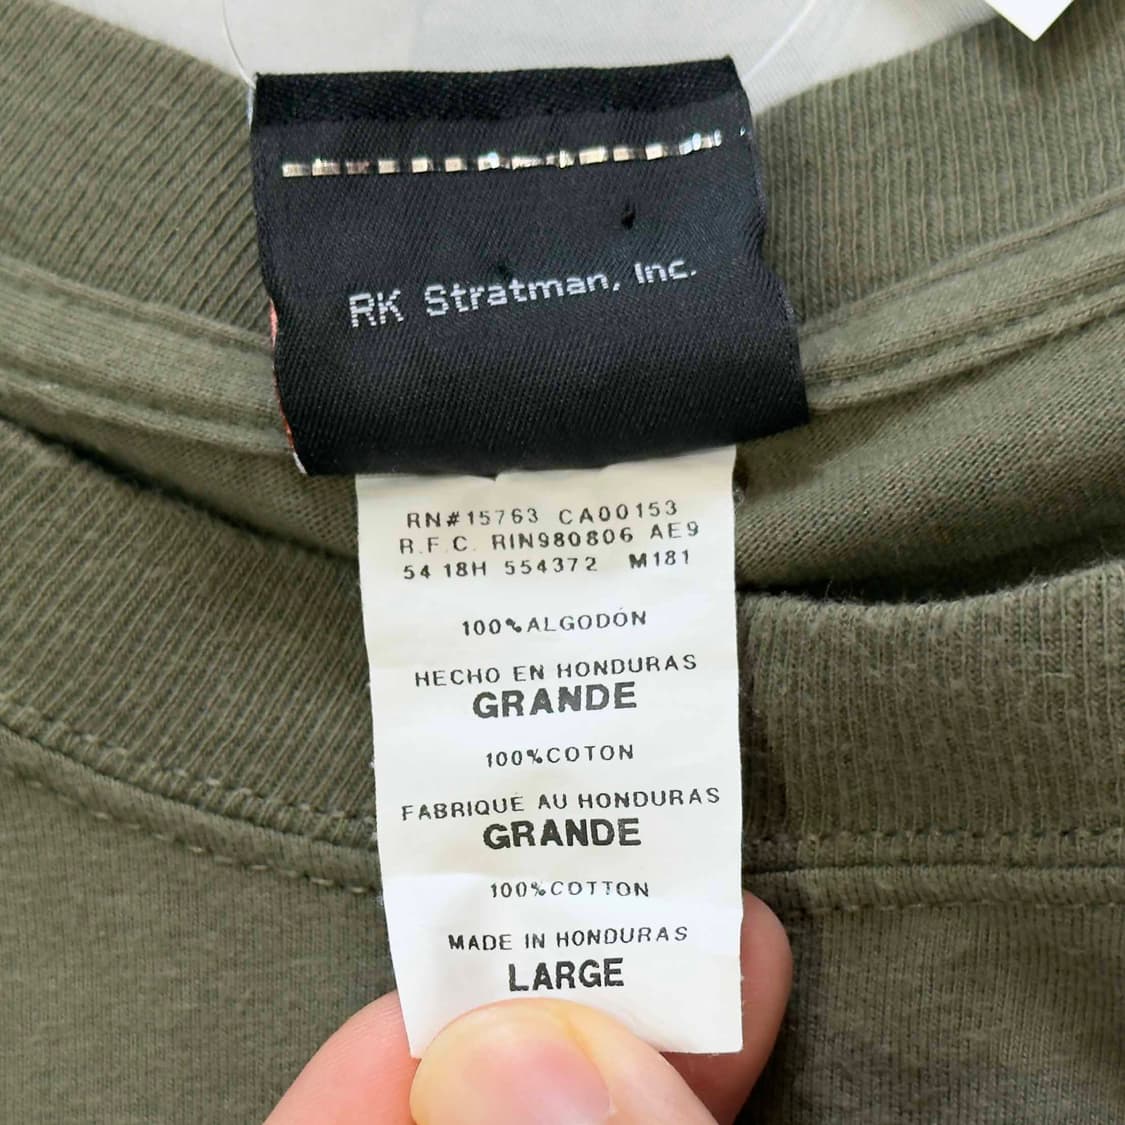 RK Stratman, Inc.
RN#15763 CA00153
R.F.C. RIN980806 AE9
54 18H 554372 M181
100%ALGODÓN
HECHO EN HONDURAS
GRANDE
100%COTON
FABRIQUÉ AU HONDURAS
GRANDE
100%COTTON
MADE IN HONDURAS
LARGE